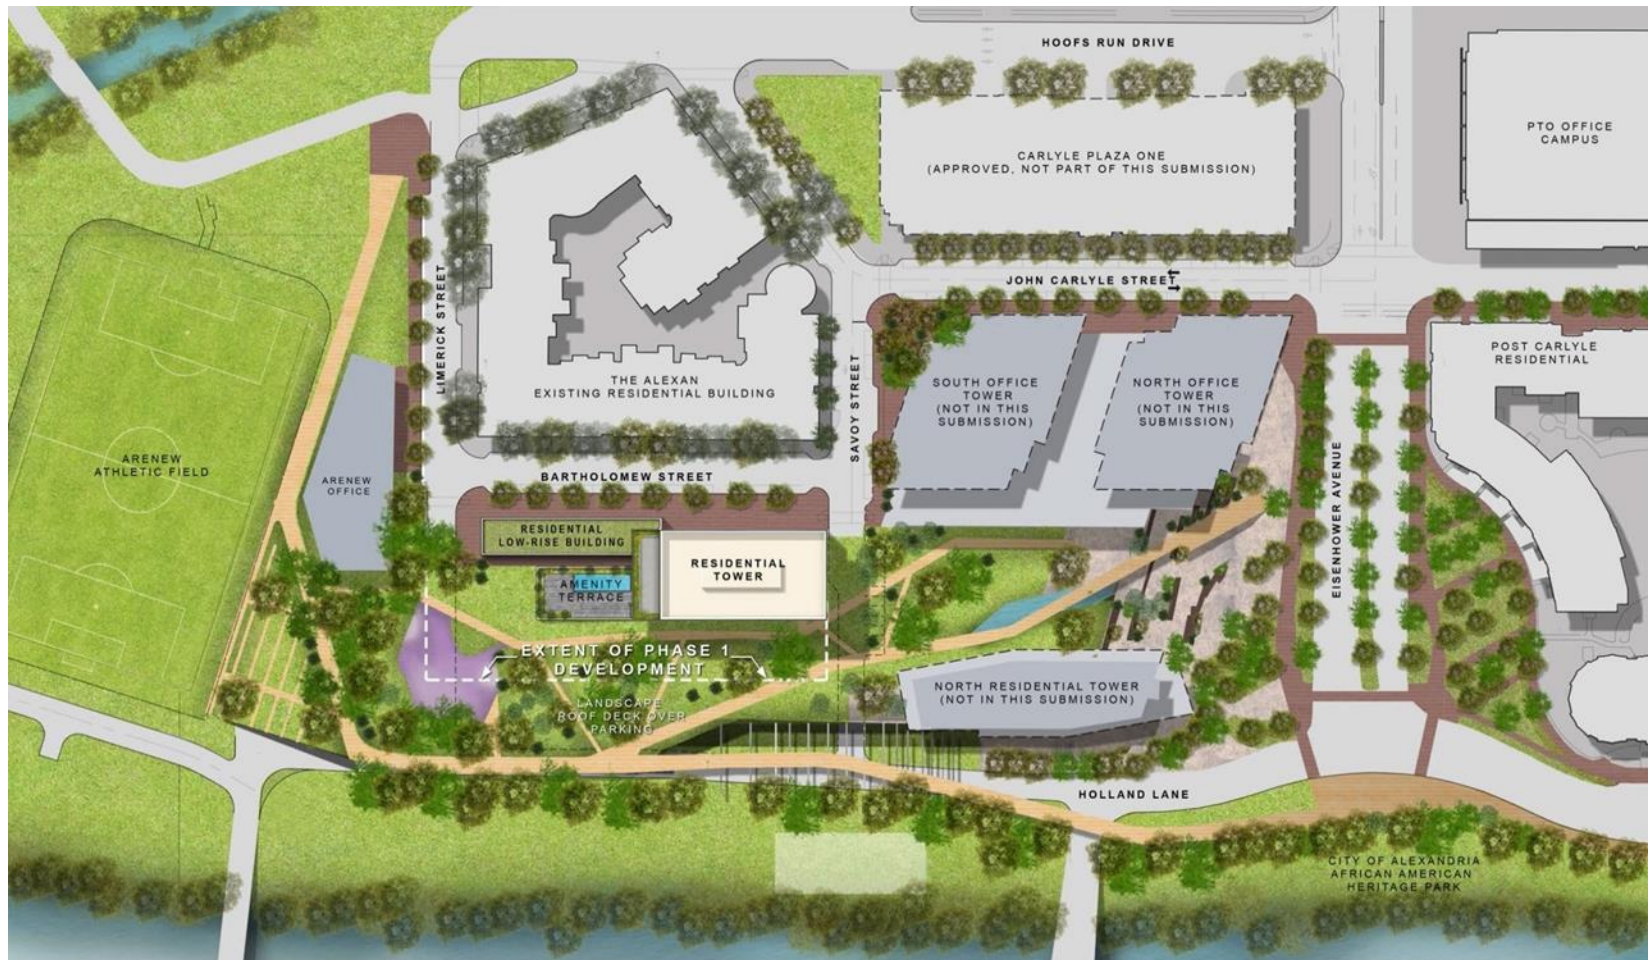 HOOFS RUN DRIVE
PTO OFFICE
CAMPUS
CARLYLE PLAZA ONE
(APPROVED, NOT PART OF THIS SUBMISSION)
JOHN CARLYLE STREET
LIMERICK STREET
POST CARLYLE
RESIDENTIAL
THE ALEXAN
EXISTING RESIDENTIAL BUILDING
SAVOY STREET
SOUTH OFFICE
TOWER
(NOT IN THIS
SUBMISSION)
NORTH OFFICE
TOWER
(NOT IN THIS
SUBMISSION)
ARENEW
ATHLETIC FIELD
ARENEW
OFFICE
BARTHOLOMEW STREET
EISENHOWER AVENUE
RESIDENTIAL
LOW-RISE BUILDING
RESIDENTIAL
TOWER
AMENITY
TERRACE
EXTENT OF PHASE 1
DEVELOPMENT
NORTH RESIDENTIAL TOWER
(NOT IN THIS SUBMISSION)
LANDSCAPE
ROOF DECK OVER
PARKING
HOLLAND LANE
CITY OF ALEXANDRIA
AFRICAN AMERICAN
HERITAGE PARK